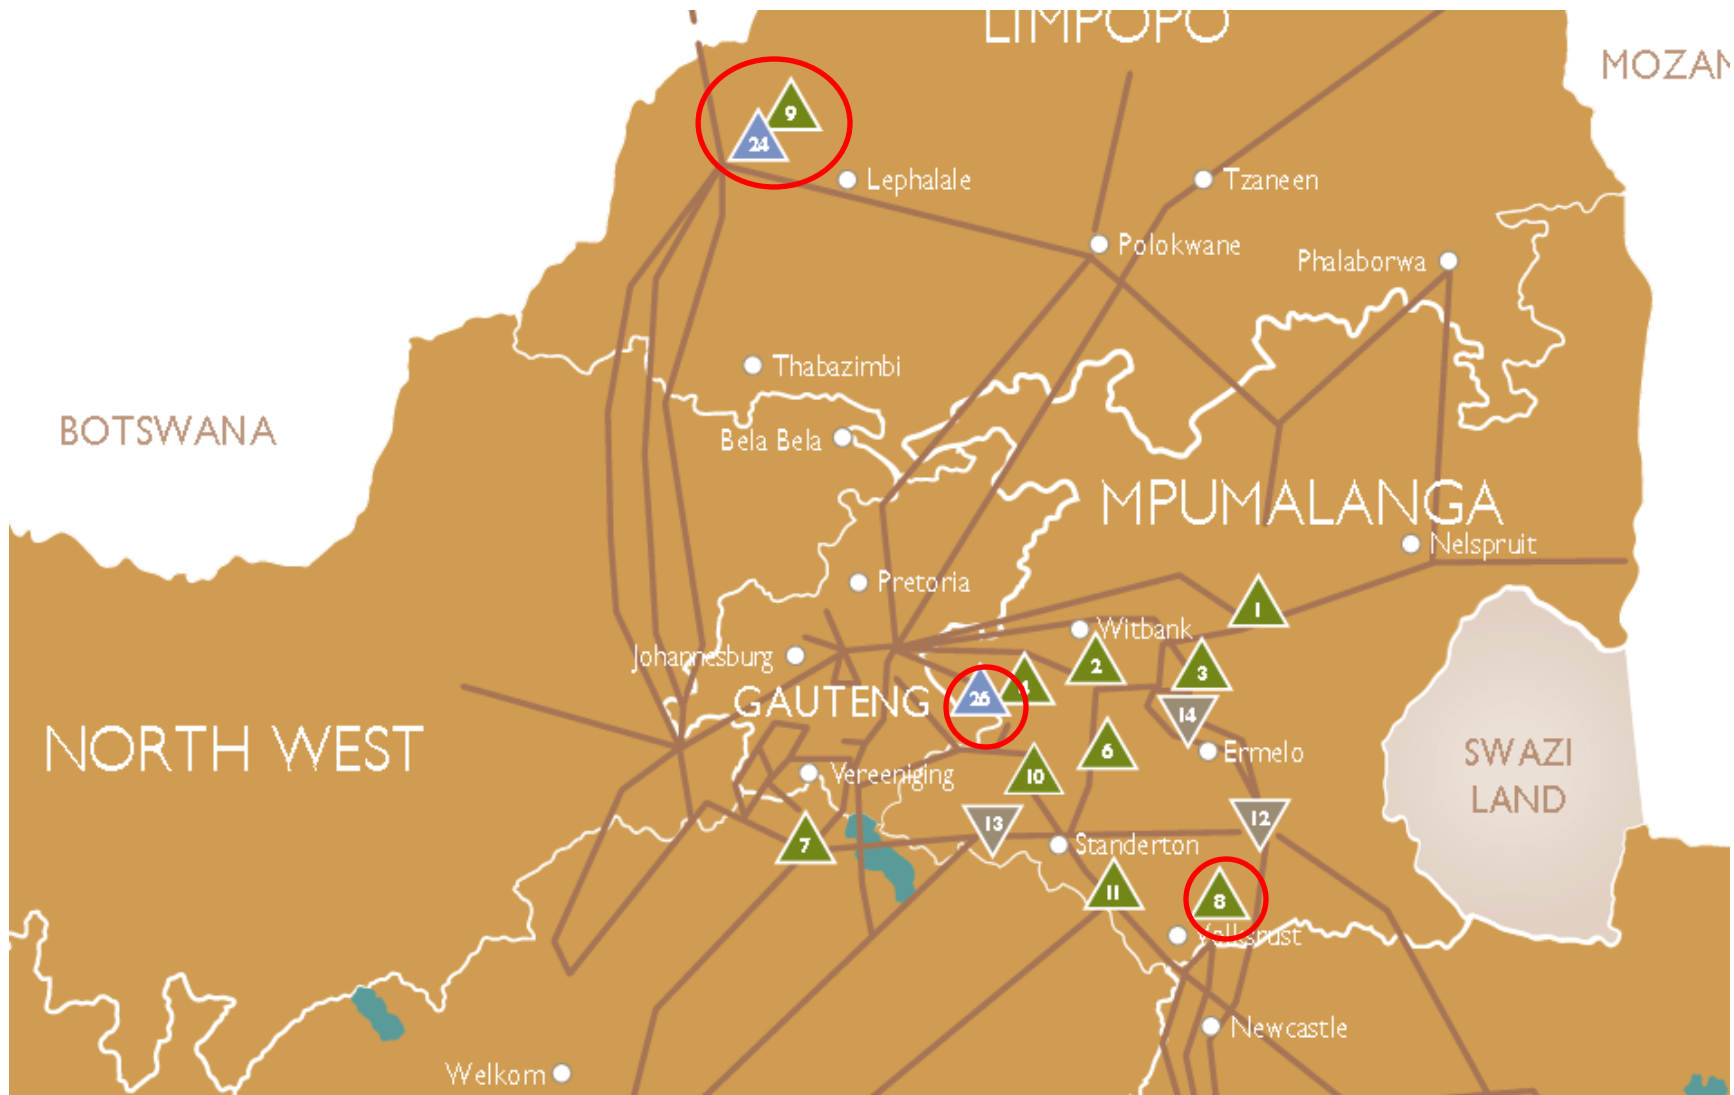 LIMPOPO
MOZAN
9
24
Lephalale
Tzaneen
Polokwane
Phalaborwa
Thabazimbi
BOTSWANA
Bela Bela
MPUMALANGA
Nelspruit
Pretoria
1
Witbank
Johannesburg
2
3
4
26
GAUTENG
14
NORTH WEST
6
Ermelo
SWAZI
LAND
Vereeniging
10
13
12
7
Standerton
11
8
Volksrust
Newcastle
Welkom